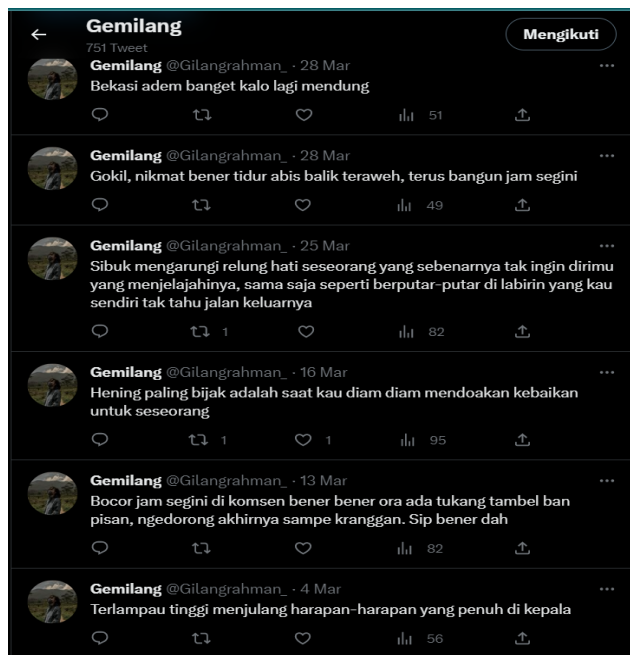 Gemilang
751 Tweet
Mengikuti
Gemilang @Gilangrahman_ · 28 Mar
Bekasi adem banget kalo lagi mendung
51
Gemilang @Gilangrahman_ · 28 Mar
Gokil, nikmat bener tidur abis balik teraweh, terus bangun jam segini
49
Gemilang @Gilangrahman_ · 25 Mar
Sibuk mengarungi relung hati seseorang yang sebenarnya tak ingin dirimu
yang menjelajahinya, sama saja seperti berputar-putar di labirin yang kau
sendiri tak tahu jalan keluarnya
1 82
Gemilang @Gilangrahman_ · 16 Mar
Hening paling bijak adalah saat kau diam diam mendoakan kebaikan
untuk seseorang
1 1 95
Gemilang @Gilangrahman_ · 13 Mar
Bocor jam segini di komsen bener bener ora ada tukang tambel ban
pisan, ngedorong akhirnya sampe kranggan. Sip bener dah
82
Gemilang @Gilangrahman_ · 4 Mar
Terlampau tinggi menjulang harapan-harapan yang penuh di kepala
56